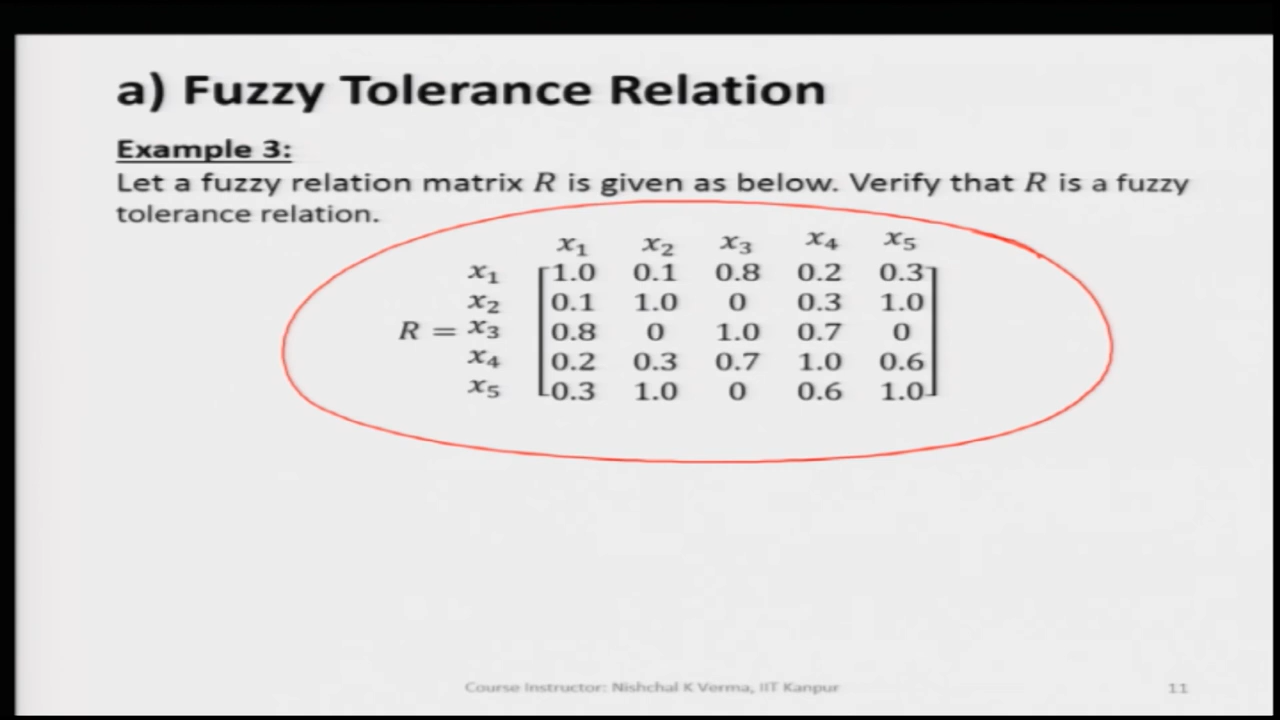 a) Fuzzy Tolerance Relation
Example 3:
Let a fuzzy relation matrix R is given as below. Verify that R is a fuzzy
tolerance relation.
x₁ x₂ x₃ x₄ x₅
x₁ 1.0 0.1 0.8 0.2 0.3
x₂ 0.1 1.0 0 0.3 1.0
R = x₃ 0.8 0 1.0 0.7 0
x₄ 0.2 0.3 0.7 1.0 0.6
x₅ 0.3 1.0 0 0.6 1.0
Course Instructor: Nishchal K Verma, IIT Kanpur
11